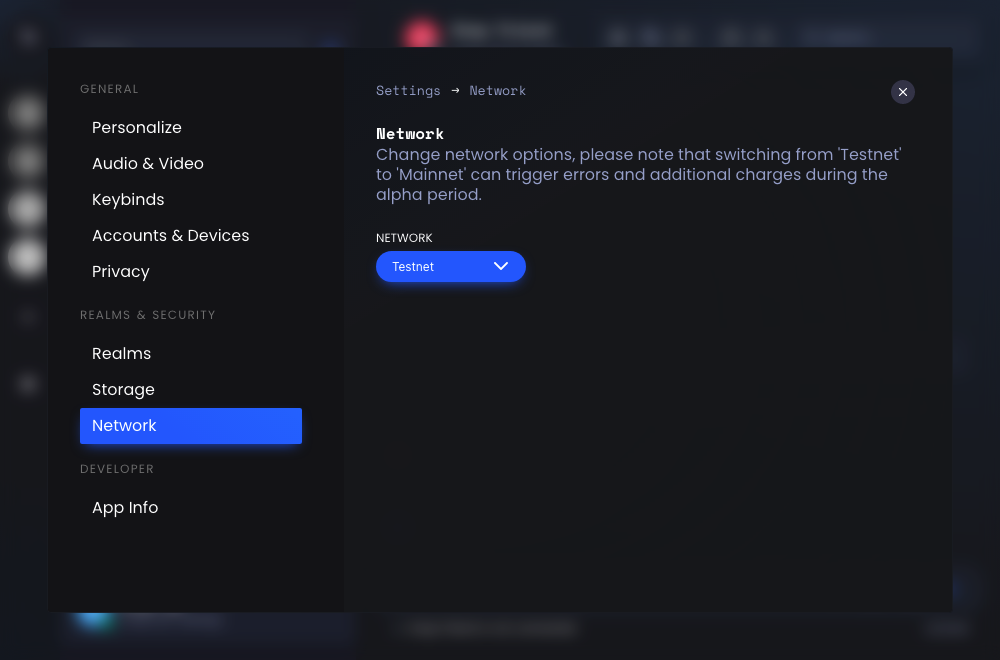 GENERAL
Personalize
Audio & Video
Keybinds
Accounts & Devices
Privacy
REALMS & SECURITY
Realms
Storage
Network
DEVELOPER
App Info
Settings → Network
Network
Change network options, please note that switching from 'Testnet'
to 'Mainnet' can trigger errors and additional charges during the
alpha period.
NETWORK
Testnet